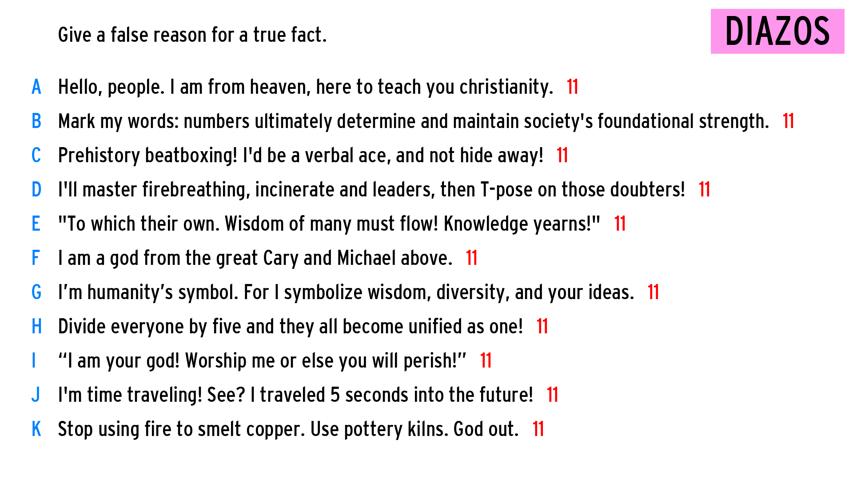 Give a false reason for a true fact.
DIAZOS
A Hello, people. I am from heaven, here to teach you christianity. 11
B Mark my words: numbers ultimately determine and maintain society's foundational strength. 11
C Prehistory beatboxing! I'd be a verbal ace, and not hide away! 11
D I'll master firebreathing, incinerate and leaders, then T-pose on those doubters! 11
E "To which their own. Wisdom of many must flow! Knowledge yearns!" 11
F I am a god from the great Cary and Michael above. 11
G I’m humanity’s symbol. For I symbolize wisdom, diversity, and your ideas. 11
H Divide everyone by five and they all become unified as one! 11
I “I am your god! Worship me or else you will perish!” 11
J I'm time traveling! See? I traveled 5 seconds into the future! 11
K Stop using fire to smelt copper. Use pottery kilns. God out. 11